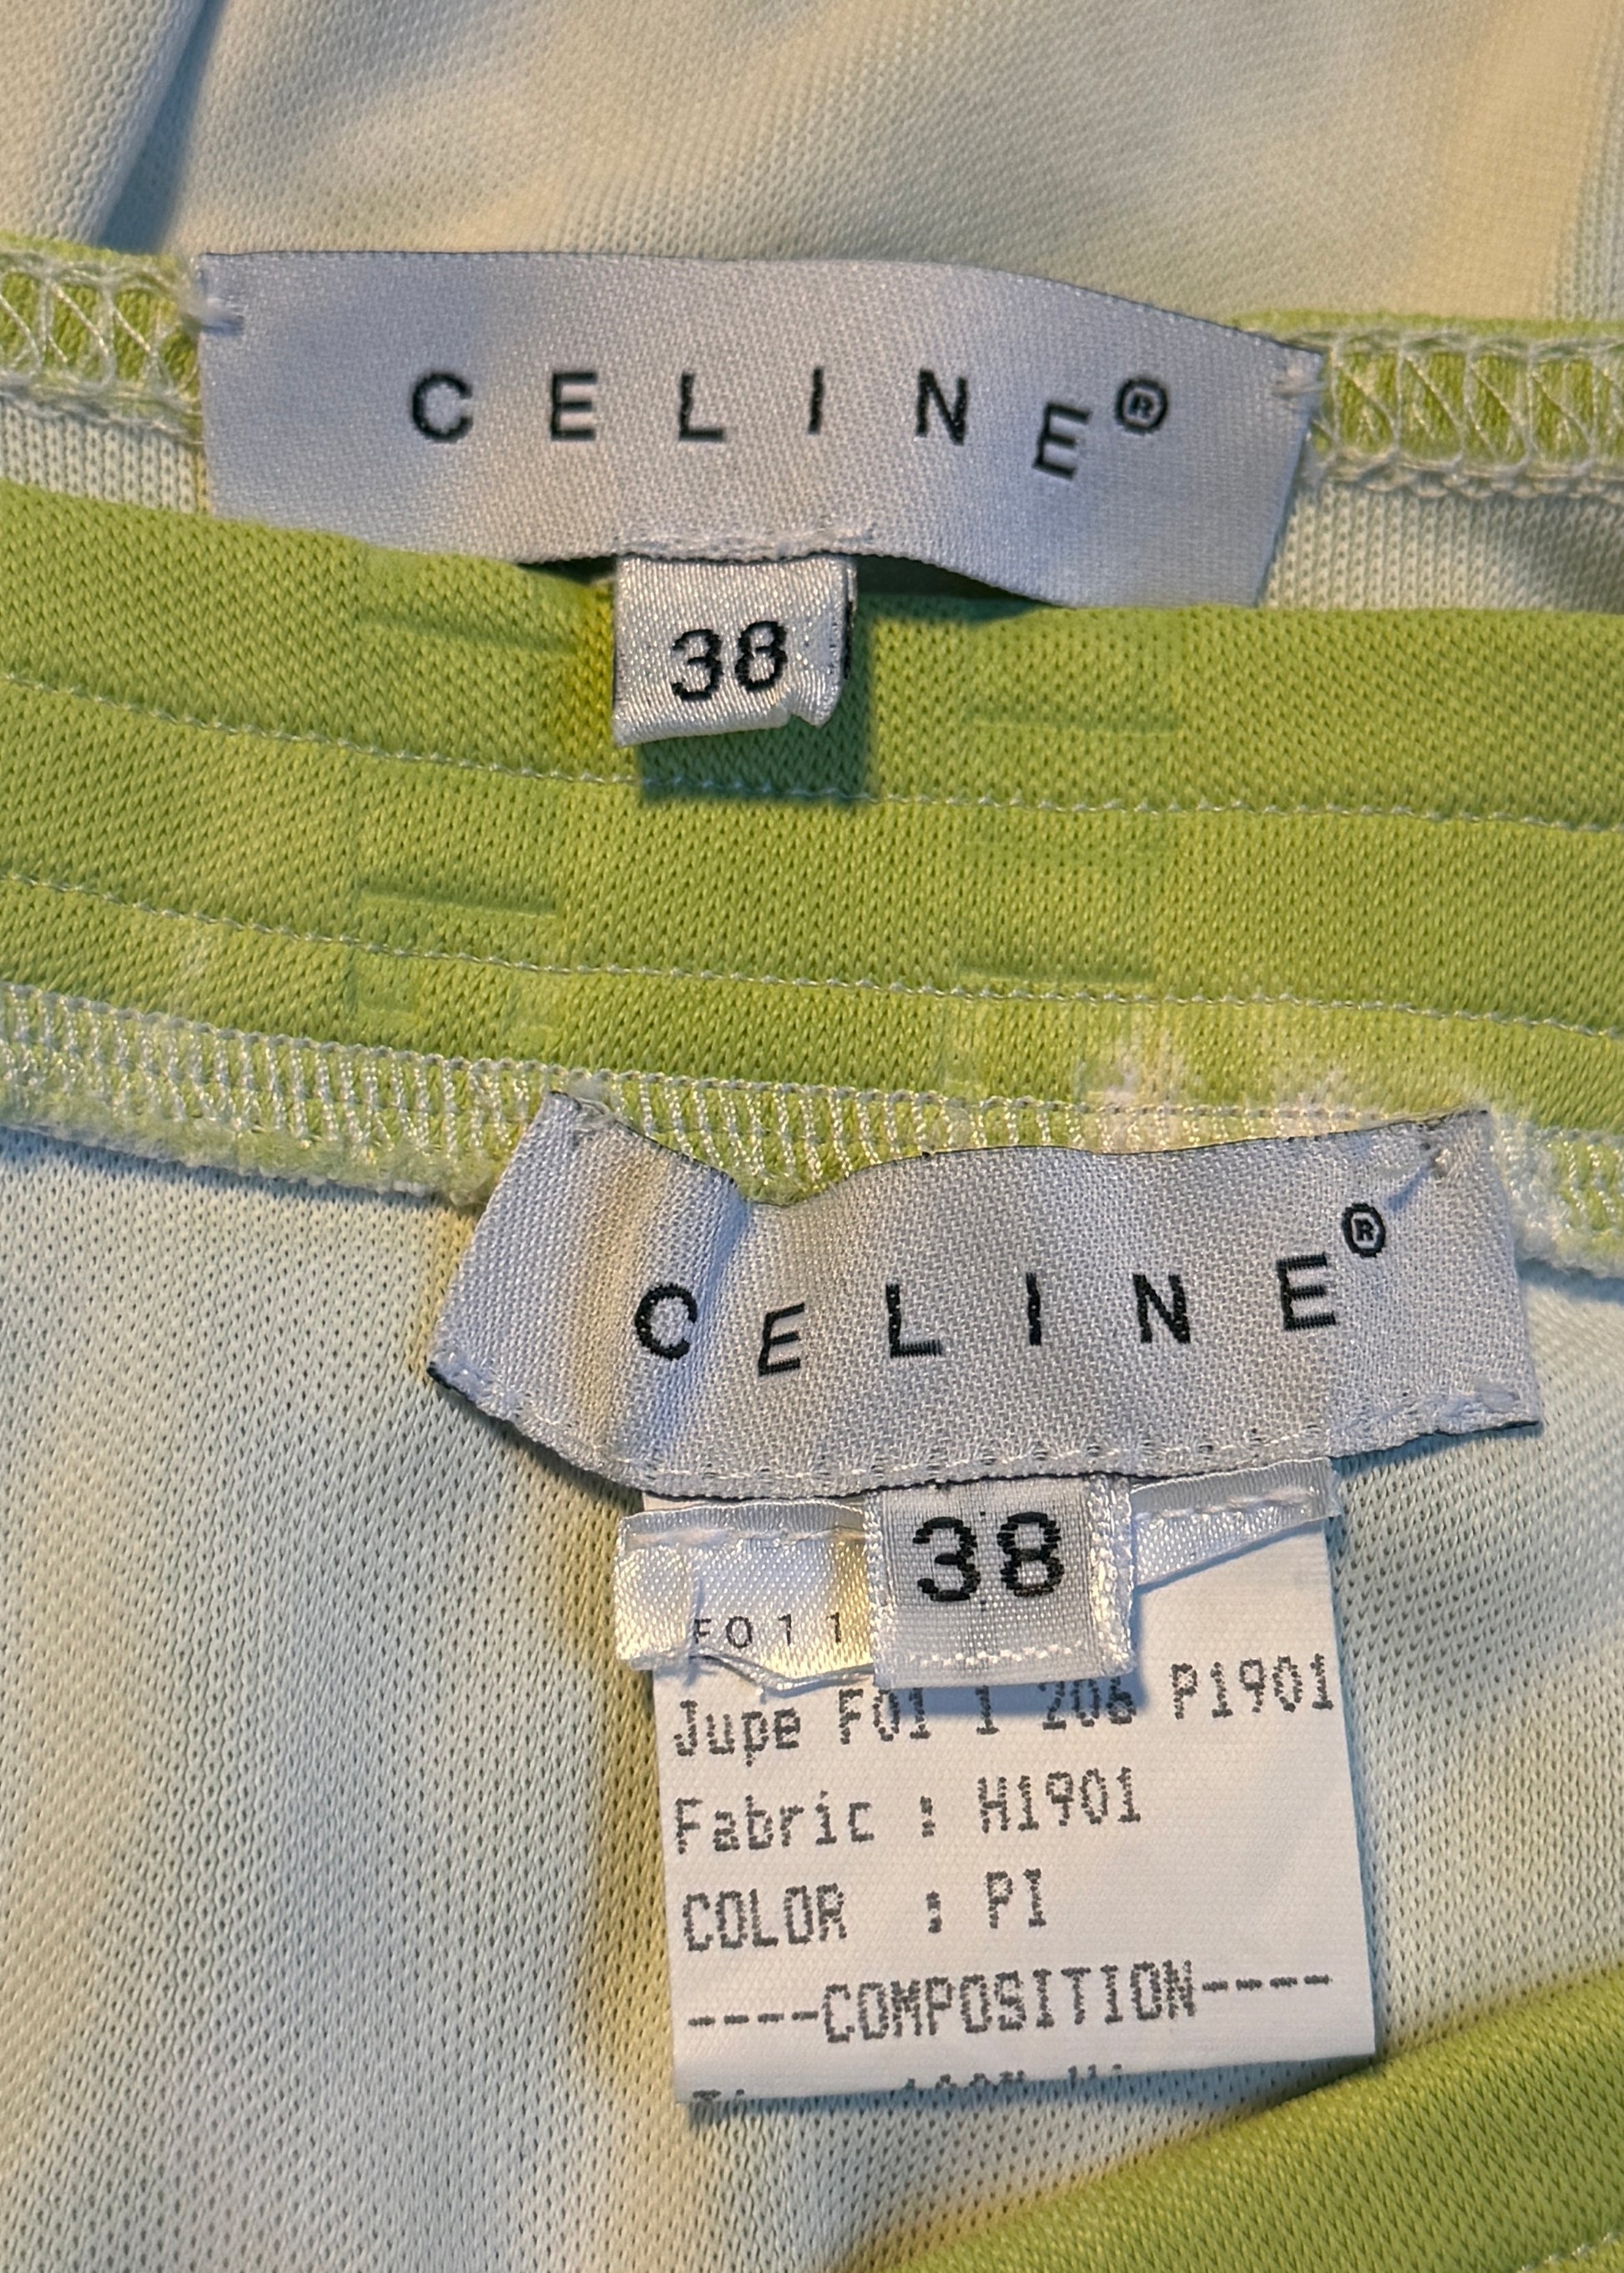 CELINE®
38
CELINE®
38
F011
Jupe F01 1 206 P1901
Fabric : H1901
COLOR : P1
----COMPOSITION----